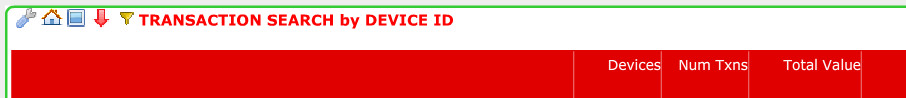 TRANSACTION SEARCH by DEVICE ID
Devices Num Txns Total Value